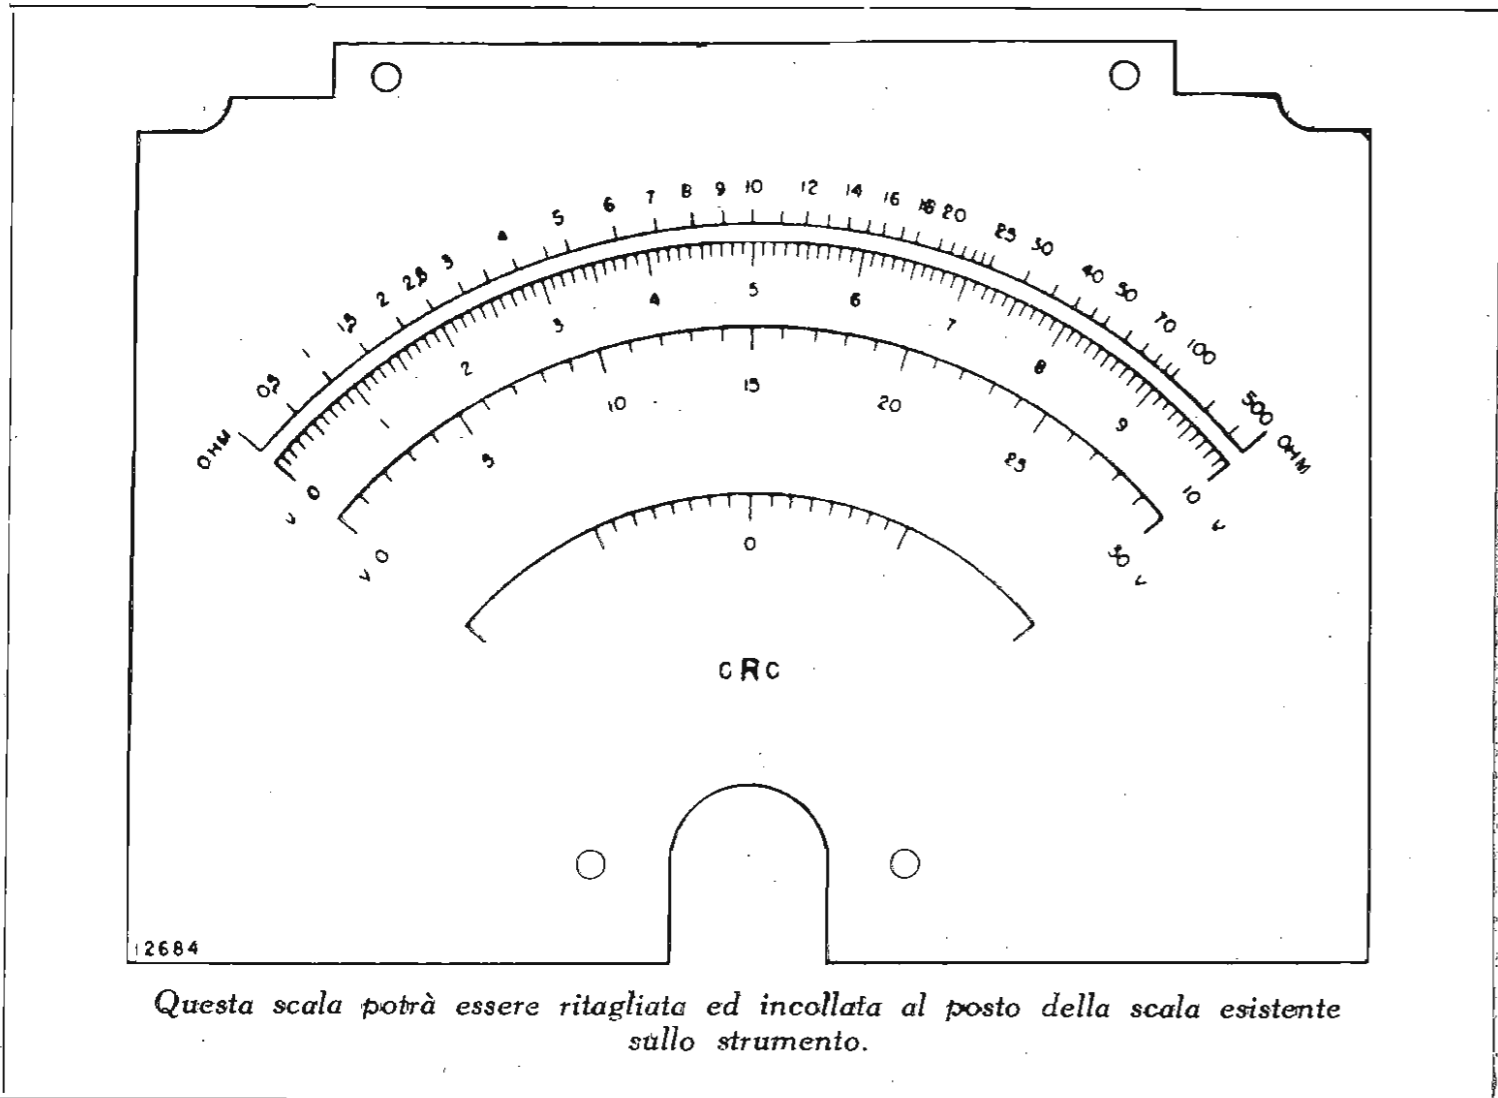 0,5 1 1,5 2 2,5 3 4 5 6 7 8 9 10 12 14 16 18 20 25 30 40 50 70 100 500
OHM OHM
V 0 1 2 3 4 5 6 7 8 9 10 V
V 0 5 10 15 20 25 30 V
0
CRC
12684
Questa scala potrà essere ritagliata ed incollata al posto della scala esistente
sullo strumento.